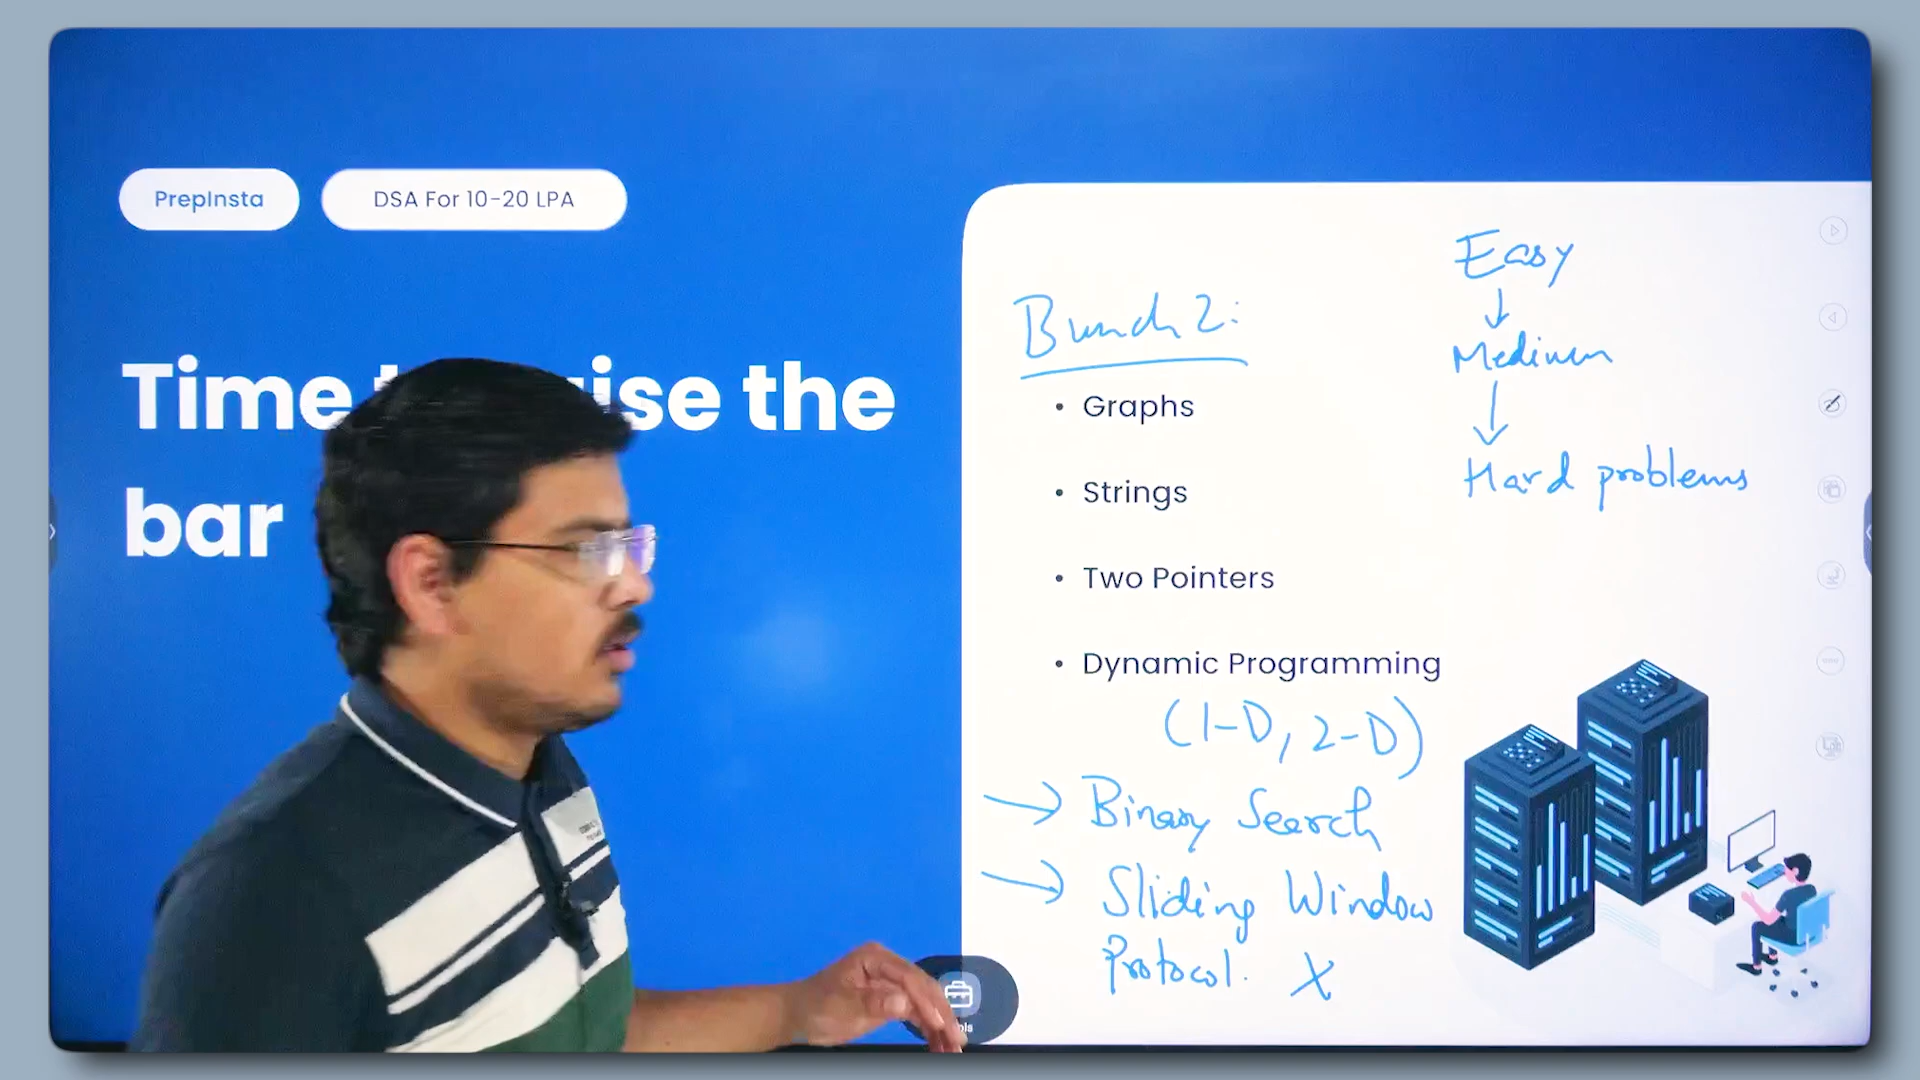 PrepInsta
DSA For 10-20 LPA
Time the
bar
Bunch 2:
• Graphs
• Strings
• Two Pointers
• Dynamic Programming
(1-D, 2-D)
→ Binary Search
→ Sliding Window
Protocol. X
Easy
↓
Medium
↓
Hard problems